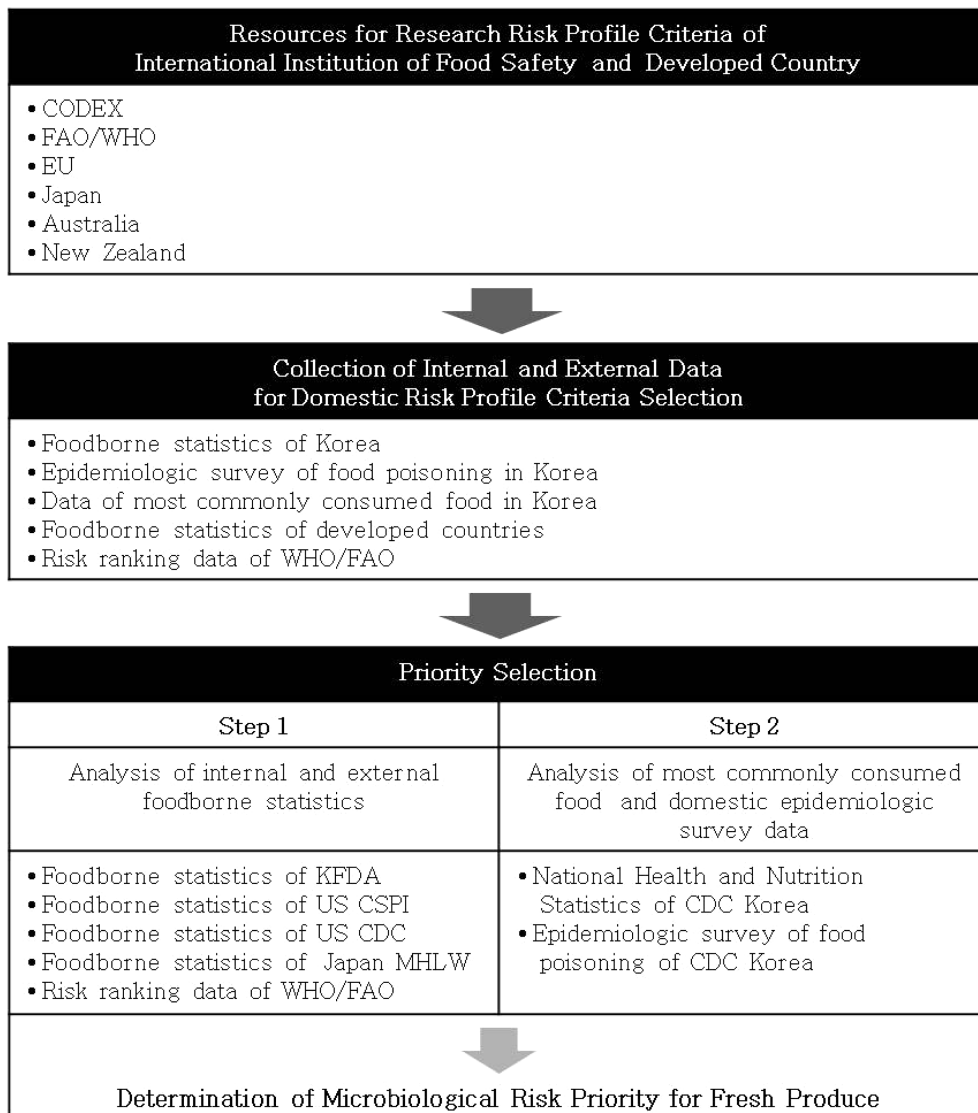 Resources for Research Risk Profile Criteria of
International Institution of Food Safety and Developed Country
• CODEX
• FAO/WHO
• EU
• Japan
• Australia
• New Zealand
Collection of Internal and External Data
for Domestic Risk Profile Criteria Selection
• Foodborne statistics of Korea
• Epidemiologic survey of food poisoning in Korea
• Data of most commonly consumed food in Korea
• Foodborne statistics of developed countries
• Risk ranking data of WHO/FAO
Priority Selection
Step 1
Analysis of internal and external
foodborne statistics
• Foodborne statistics of KFDA
• Foodborne statistics of US CSPI
• Foodborne statistics of US CDC
• Foodborne statistics of Japan MHLW
• Risk ranking data of WHO/FAO
Step 2
Analysis of most commonly consumed
food and domestic epidemiologic
survey data
• National Health and Nutrition
Statistics of CDC Korea
• Epidemiologic survey of food
poisoning of CDC Korea
Determination of Microbiological Risk Priority for Fresh Produce